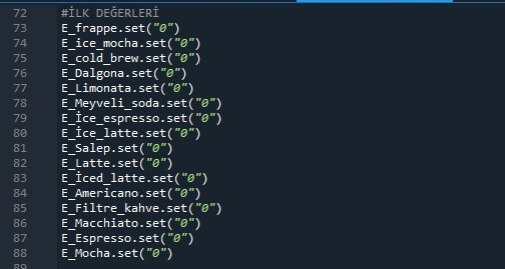 72 #İLK DEĞERLERİ
73 E_frappe.set("0")
74 E_ice_mocha.set("0")
75 E_cold_brew.set("0")
76 E_Dalgona.set("0")
77 E_Limonata.set("0")
78 E_Meyveli_soda.set("0")
79 E_İce_espresso.set("0")
80 E_İce_latte.set("0")
81 E_Salep.set("0")
82 E_Latte.set("0")
83 E_İced_latte.set("0")
84 E_Americano.set("0")
85 E_Filtre_kahve.set("0")
86 E_Macchiato.set("0")
87 E_Espresso.set("0")
88 E_Mocha.set("0")
89